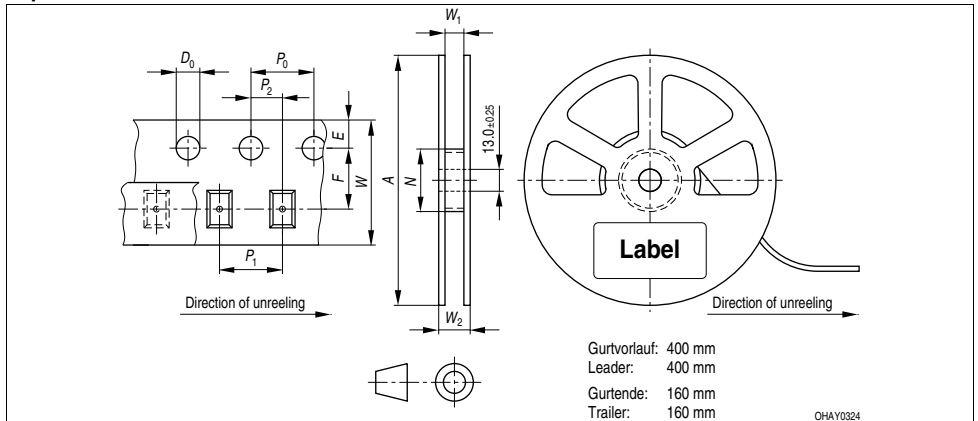 W1
D0
P0
P2
E
F
W
A
N
13.0±0.25
P1
W2
Label
Direction of unreeling
Direction of unreeling
Gurtvorlauf: 400 mm
Leader: 400 mm
Gurtende: 160 mm
Trailer: 160 mm
OHAY0324